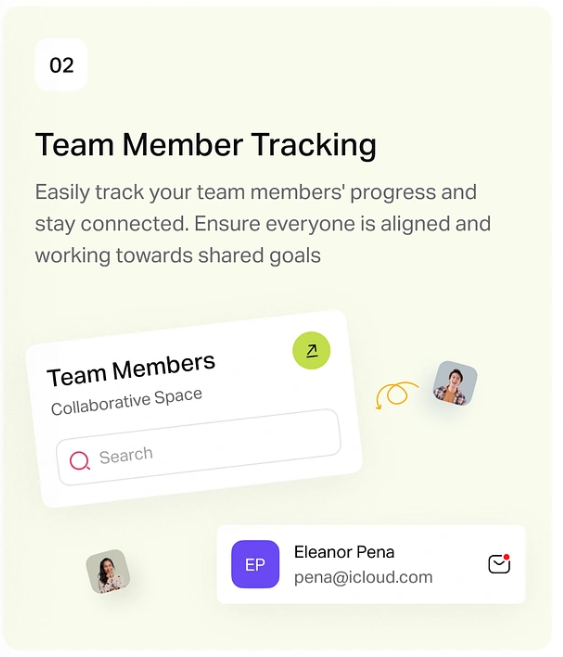 02
Team Member Tracking
Easily track your team members' progress and
stay connected. Ensure everyone is aligned and
working towards shared goals
Team Members
Collaborative Space
Search
EP
Eleanor Pena
pena@icloud.com